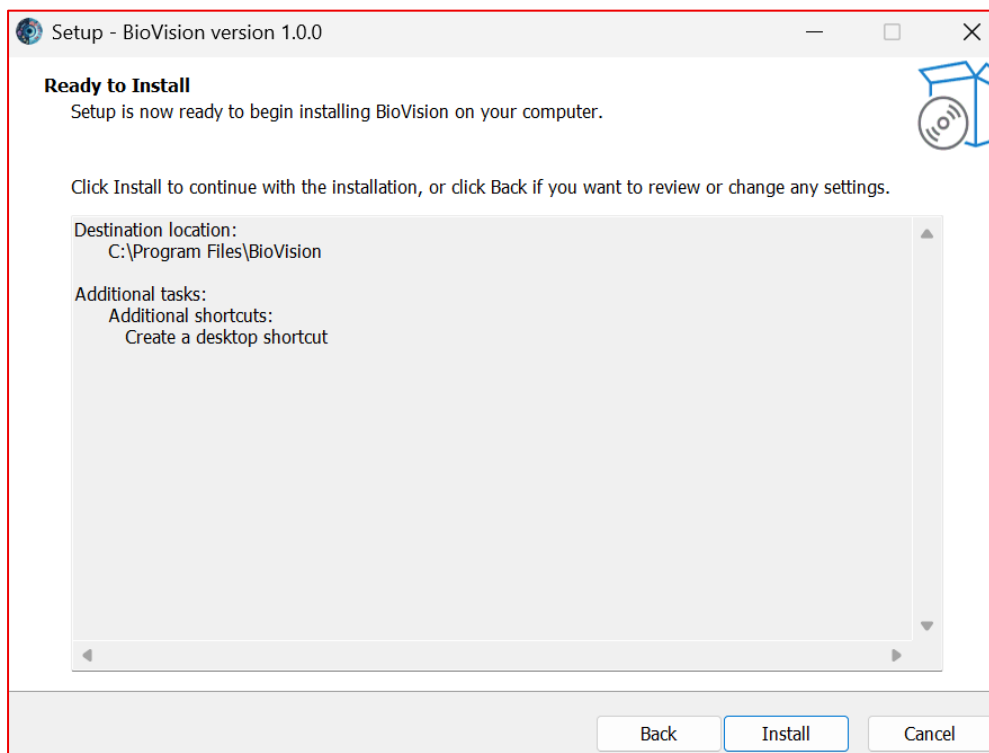 Setup - BioVision version 1.0.0
Ready to Install
Setup is now ready to begin installing BioVision on your computer.
Click Install to continue with the installation, or click Back if you want to review or change any settings.
Destination location:
C:\Program Files\BioVision
Additional tasks:
Additional shortcuts:
Create a desktop shortcut
Back
Install
Cancel